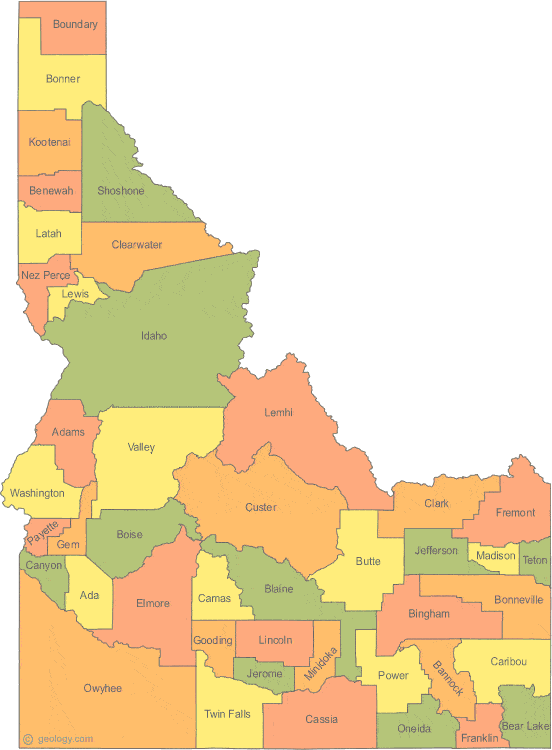 Boundary
Bonner
Kootenai
Shoshone
Benewah
Latah
Clearwater
Nez Perçe
Lewis
Idaho
Lemhi
Adams
Valley
Washington
Custer
Clark
Fremont
Payette
Gem
Boise
Jefferson
Madison
Teton
Butte
Canyon
Ada
Elmore
Camas
Blaine
Bonneville
Bingham
Gooding
Lincoln
Minidoka
Jerome
Caribou
Power
Bannock
Owyhee
Twin Falls
Cassia
Oneida
Franklin
Bear Lake
© geology.com